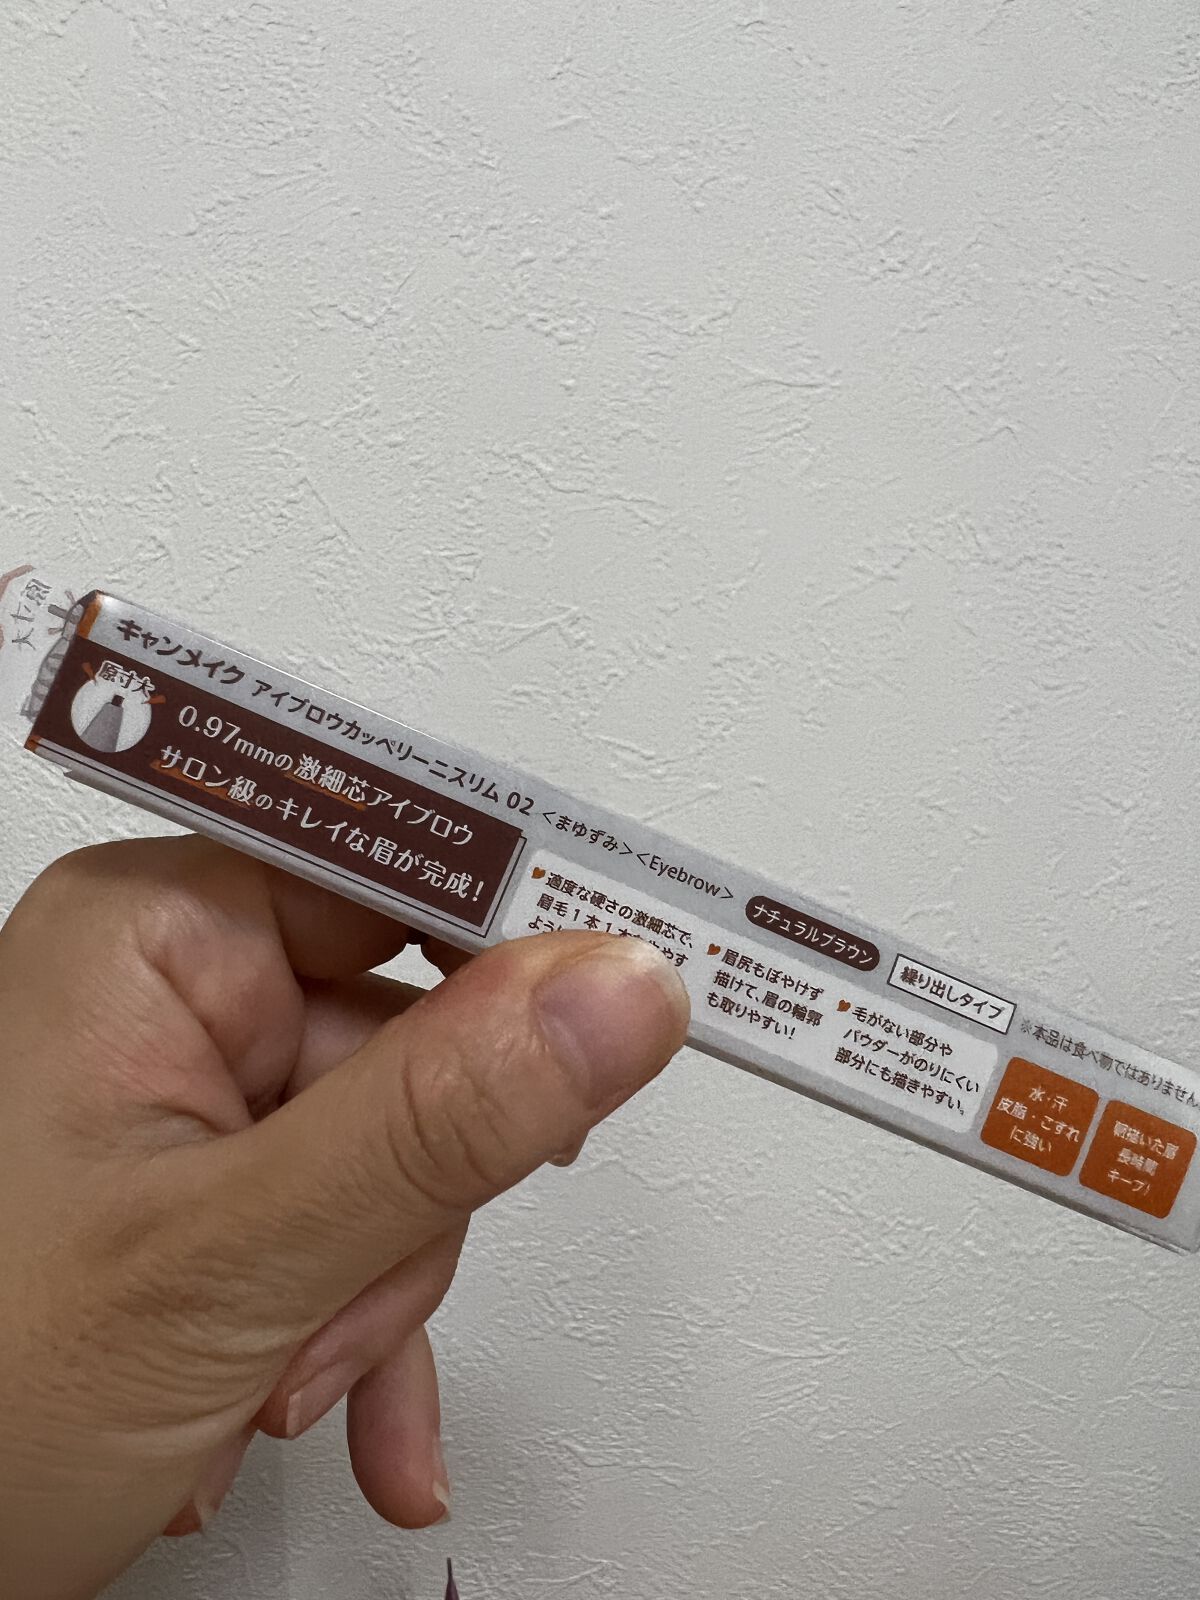 キャンメイク アイブロウカッペリーニスリム 02 <まゆずみ><Eyebrow> ナチュラルブラウン 繰り出しタイプ ※本品は食べ物ではありません。
原寸大
0.97mmの激細芯アイブロウ
サロン級のキレイな眉が完成!
適度な硬さの激細芯で、
眉毛1本1本
やす
よう
眉尻もぼやけず
描けて、眉の輪郭
も取りやすい!
毛がない部分や
パウダーがのりにくい
部分にも描きやすい。
水・汗
皮脂・こすれ
に強い
朝描いた眉
長時間
キープ!